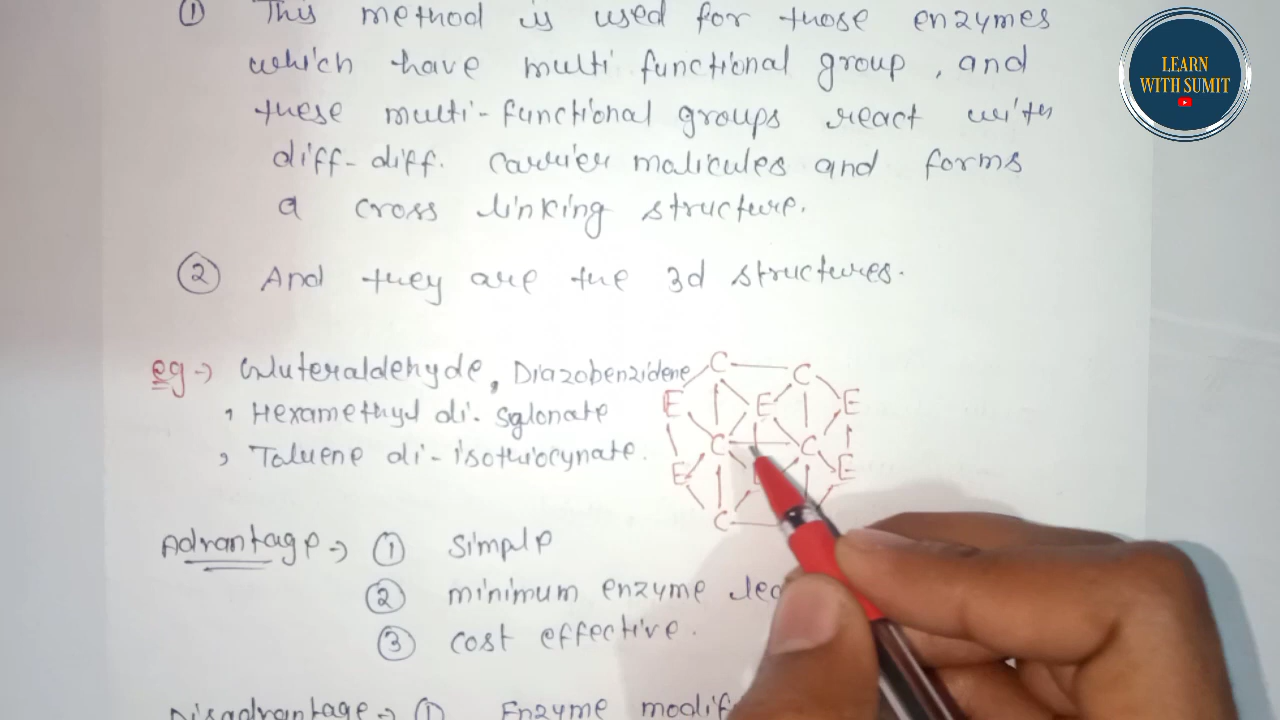 ① This method is used for those enzymes
which have multi functional group, and
these multi-functional groups react with
diff-diff. carrier malicules and forms
a cross linking structure.
② And they are the 3d structures.
eg → Gluteraldehyde, Diazobenzidene
, Hexamethyl di. Sglonate
, Toluene di-isothiocynate.
C C
E E E
C C
E E
C
Advantage → ① Simple
② minimum enzyme
③ cost effective.
Disadvantage → ① Enzyme
LEARN
WITH SUMIT